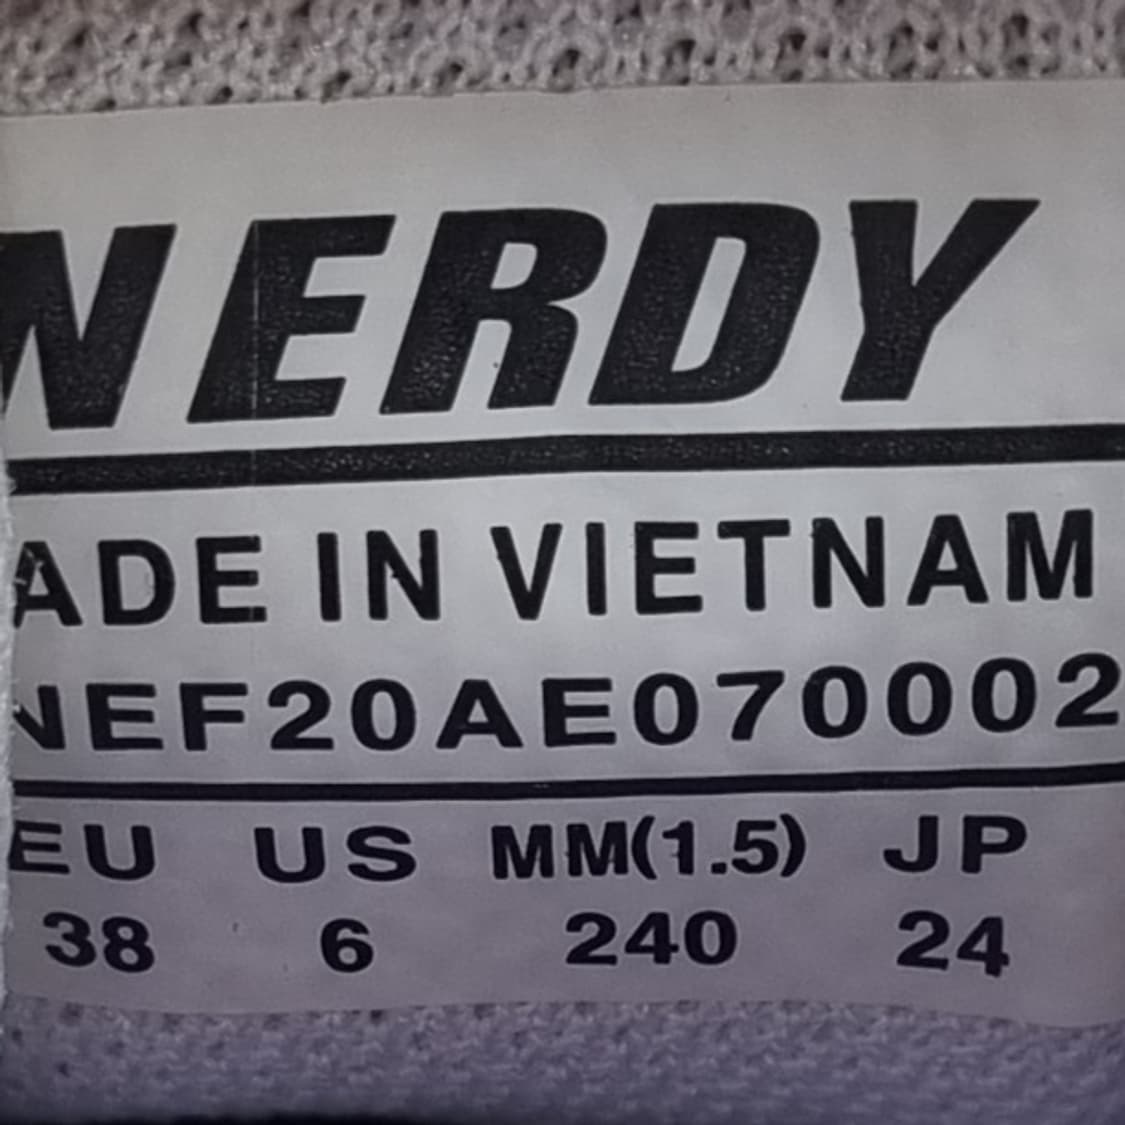 NERDY
ADE IN VIETNAM
NEF20AE070002
EU US MM(1.5) JP
38 6 240 24